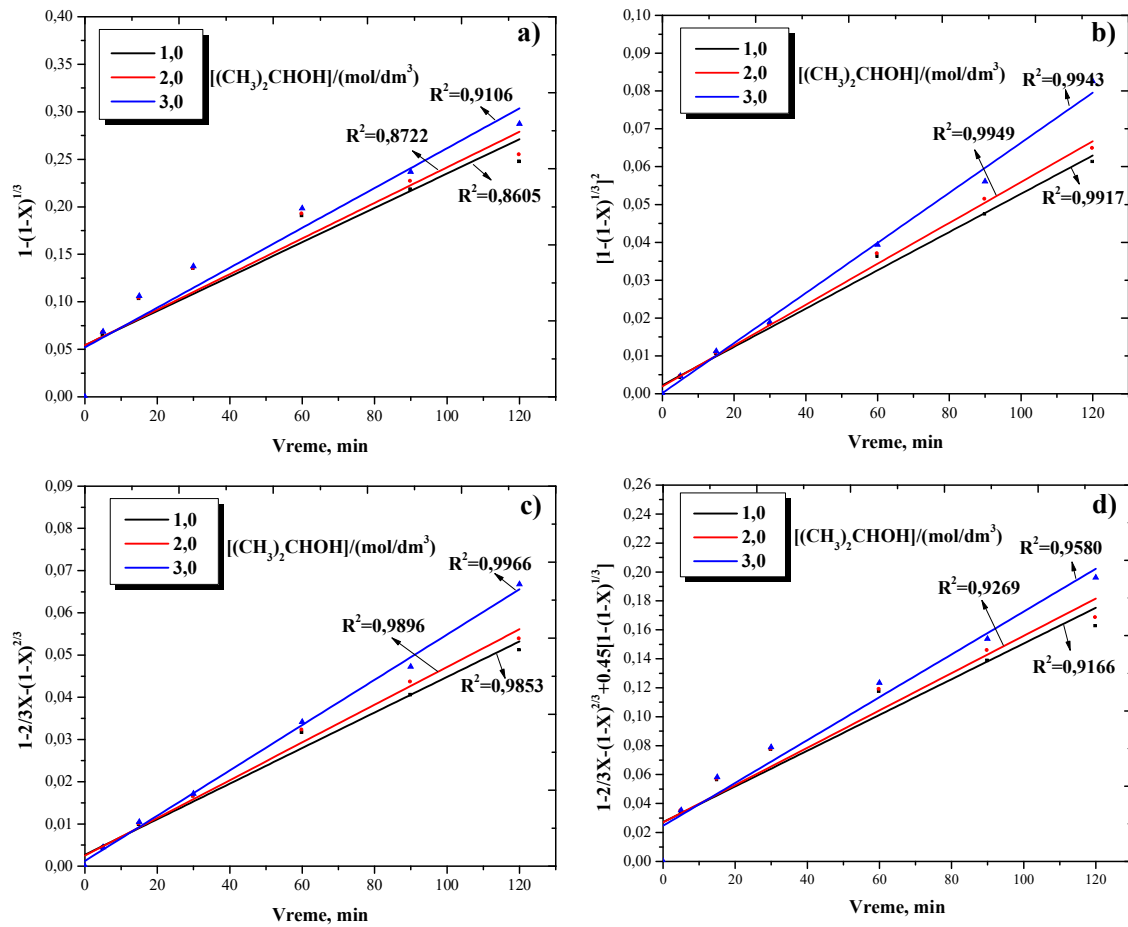 a)
0,40
0,35
0,30
0,25
0,20
0,15
0,10
0,05
0,00
1-(1-X)^1/3
1,0
2,0
3,0
[(CH3)2CHOH]/(mol/dm³)
R²=0,9106
R²=0,8722
R²=0,8605
0 20 40 60 80 100 120
Vreme, min
b)
0,10
0,09
0,08
0,07
0,06
0,05
0,04
0,03
0,02
0,01
0,00
[1-(1-X)^1/3]²
1,0
2,0
3,0
[(CH3)2CHOH]/(mol/dm³)
R²=0,9943
R²=0,9949
R²=0,9917
0 20 40 60 80 100 120
Vreme, min
c)
0,09
0,08
0,07
0,06
0,05
0,04
0,03
0,02
0,01
0,00
1-2/3X-(1-X)^2/3
1,0
2,0
3,0
[(CH3)2CHOH]/(mol/dm³)
R²=0,9966
R²=0,9896
R²=0,9853
0 20 40 60 80 100 120
Vreme, min
d)
0,26
0,24
0,22
0,20
0,18
0,16
0,14
0,12
0,10
0,08
0,06
0,04
0,02
0,00
1-2/3X-(1-X)^2/3+0.45[1-(1-X)^1/3]
1,0
2,0
3,0
[(CH3)2CHOH]/(mol/dm³)
R²=0,9580
R²=0,9269
R²=0,9166
0 20 40 60 80 100 120
Vreme, min